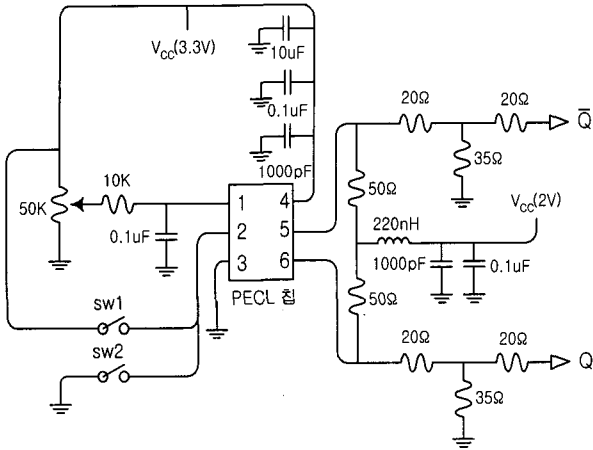 Vcc(3.3V)
10uF
0.1uF
1000pF
50K
10K
0.1uF
1
2
3
4
5
6
PECL 칩
sw1
sw2
20Ω
20Ω
Q̅
35Ω
50Ω
220nH
Vcc(2V)
1000pF
0.1uF
50Ω
20Ω
20Ω
Q
35Ω